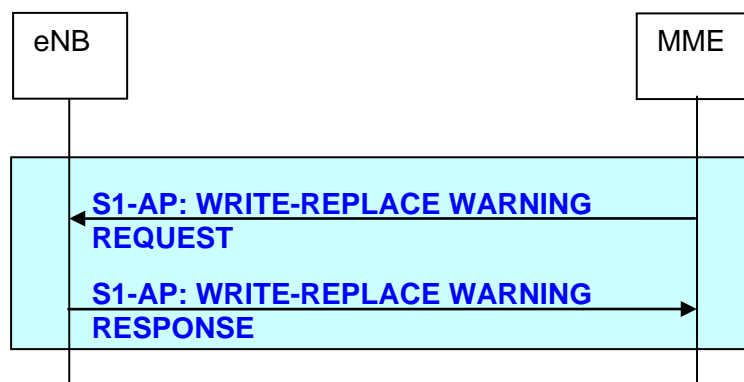 eNB
MME
S1-AP: WRITE-REPLACE WARNING
REQUEST
S1-AP: WRITE-REPLACE WARNING
RESPONSE